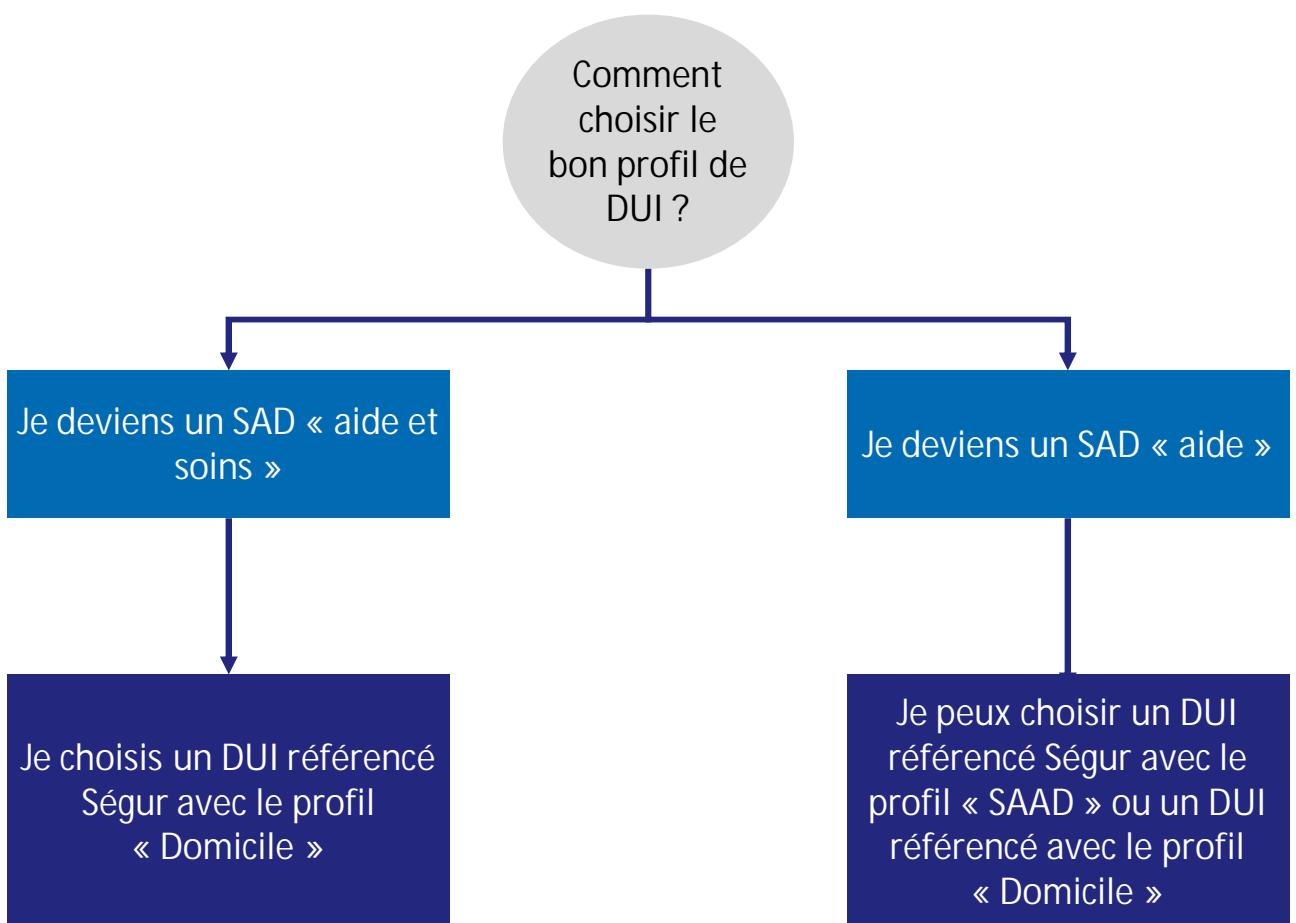 Comment
choisir le
bon profil de
DUI ?
Je deviens un SAD « aide et
soins »
Je deviens un SAD « aide »
Je choisis un DUI référencé
Ségur avec le profil
« Domicile »
Je peux choisir un DUI
référencé Ségur avec le
profil « SAAD » ou un DUI
référencé avec le profil
« Domicile »